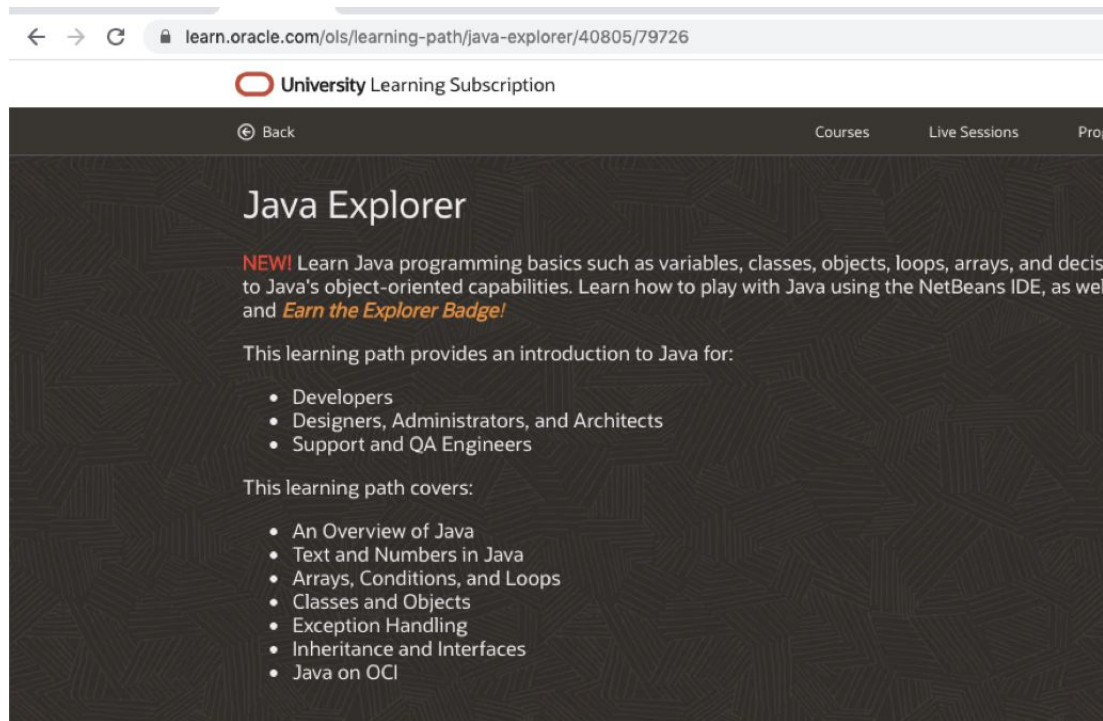 learn.oracle.com/ols/learning-path/java-explorer/40805/79726
University Learning Subscription
Back Courses Live Sessions
Java Explorer
NEW! Learn Java programming basics such as variables, classes, objects, loops, arrays, and
to Java's object-oriented capabilities. Learn how to play with Java using the NetBeans IDE, as
and Earn the Explorer Badge!
This learning path provides an introduction to Java for:
• Developers
• Designers, Administrators, and Architects
• Support and QA Engineers
This learning path covers:
• An Overview of Java
• Text and Numbers in Java
• Arrays, Conditions, and Loops
• Classes and Objects
• Exception Handling
• Inheritance and Interfaces
• Java on OCI